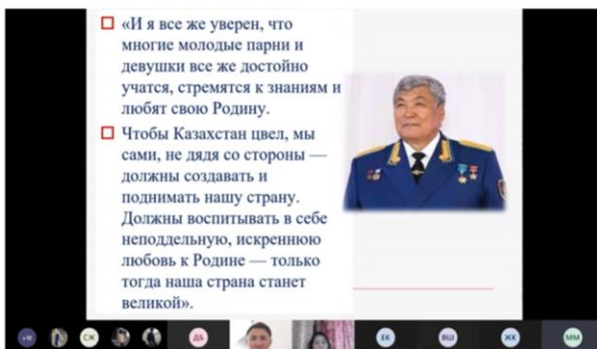 «И я все же уверен, что
многие молодые парни и
девушки все же достойно
учатся, стремятся к знаниям и
любят свою Родину.
Чтобы Казахстан цвел, мы
сами, не дядя со стороны —
должны создавать и
поднимать нашу страну.
Должны воспитывать в себе
неподдельную, искреннюю
любовь к Родине — только
тогда наша страна станет
великой».
СЖ ДБ ЕК ВШ ЖК ММ